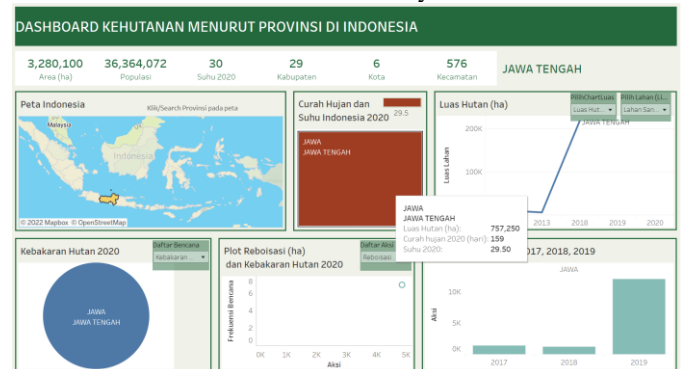 DASHBOARD KEHUTANAN MENURUT PROVINSI DI INDONESIA
3,280,100
Area (ha)
36,364,072
Populasi
30
Suhu 2020
29
Kabupaten
6
Kota
576
Kecamatan
JAWA TENGAH
Peta Indonesia
Klik/Search Provinsi pada peta
Malaysia
Indonesia
© 2022 Mapbox © OpenStreetMap
Curah Hujan dan
Suhu Indonesia 2020
29.5
JAWA
JAWA TENGAH
Luas Hutan (ha)
PilihChartLuas
Luas Hut...
Pilih Lahan (Li...
Lahan San...
JAWA TENGAH
200K
100K
Luas Lahan
2013
2018
2019
2020
JAWA
JAWA TENGAH
Luas Hutan (ha): 757,250
Curah hujan 2020 (hari): 159
Suhu 2020: 29.50
Kebakaran Hutan 2020
Daftar Bencana
Kebakaran ...
JAWA
JAWA TENGAH
Plot Reboisasi (ha)
dan Kebakaran Hutan 2020
Daftar Aksi
Reboisasi
Frekuensi Bencana
8
6
4
2
0
0K
1K
2K
3K
4K
5K
Aksi
017, 2018, 2019
JAWA
Aksi
10K
5K
0K
2017
2018
2019